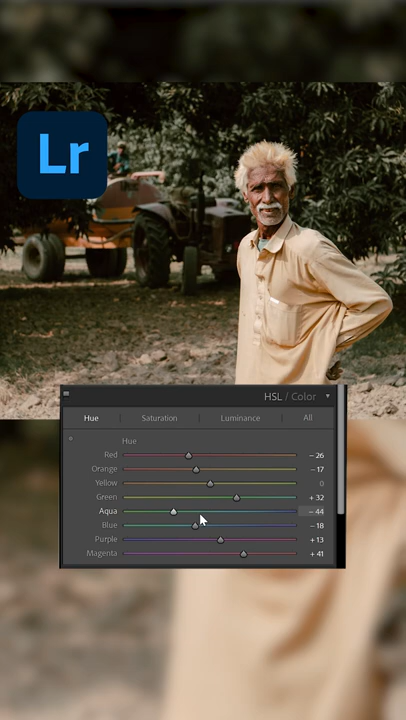 Lr
HSL / Color
Hue | Saturation | Luminance | All
Hue
Red − 26
Orange − 17
Yellow 0
Green + 32
Aqua − 44
Blue − 18
Purple + 13
Magenta + 41